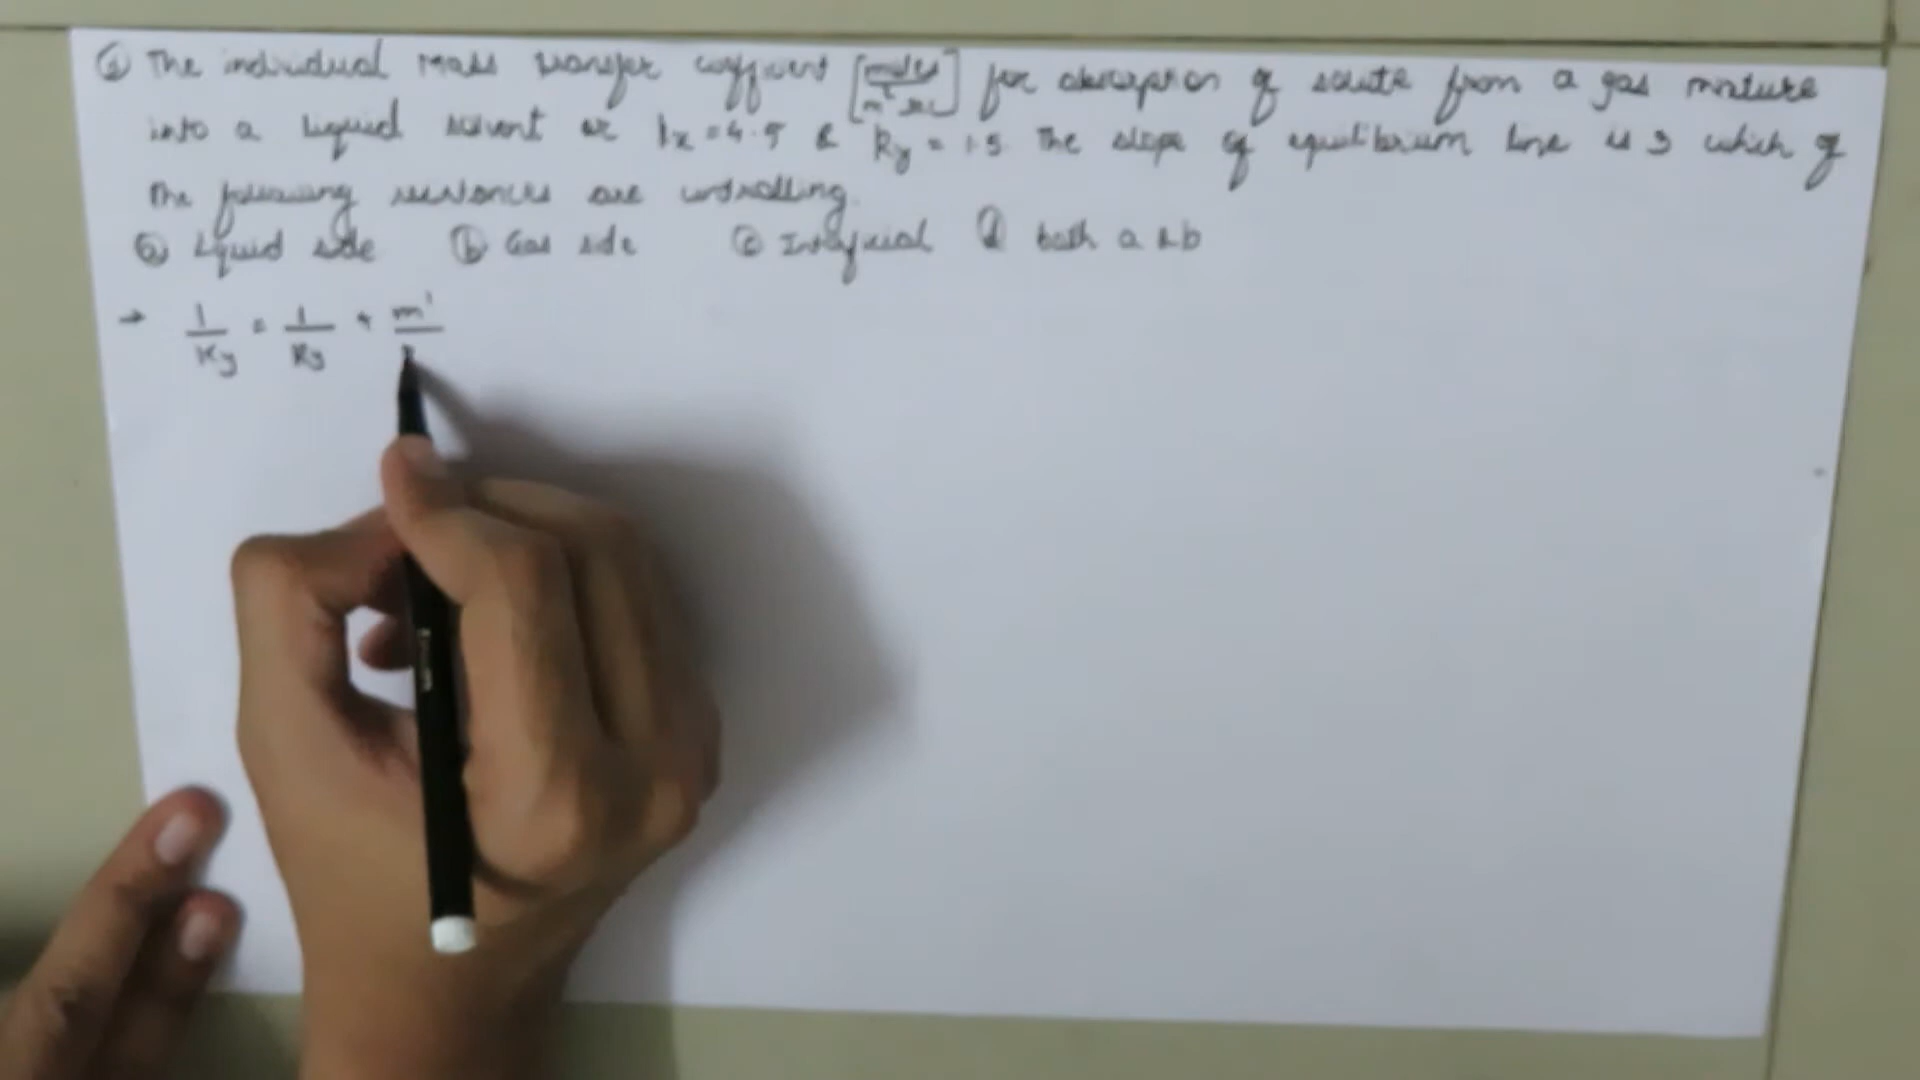 Q The individual mass transfer coefficient [moles / m² sec] for absorption of solute from a gas mixture
into a liquid solvent are kx = 4.5 & ky = 1.5 The slope of equilibrium line is 3 which of
the following resistances are controlling.
ⓐ Liquid side ⓑ Gas side ⓒ Interfacial ⓓ both a & b
→ 1/Ky = 1/ky + m'/